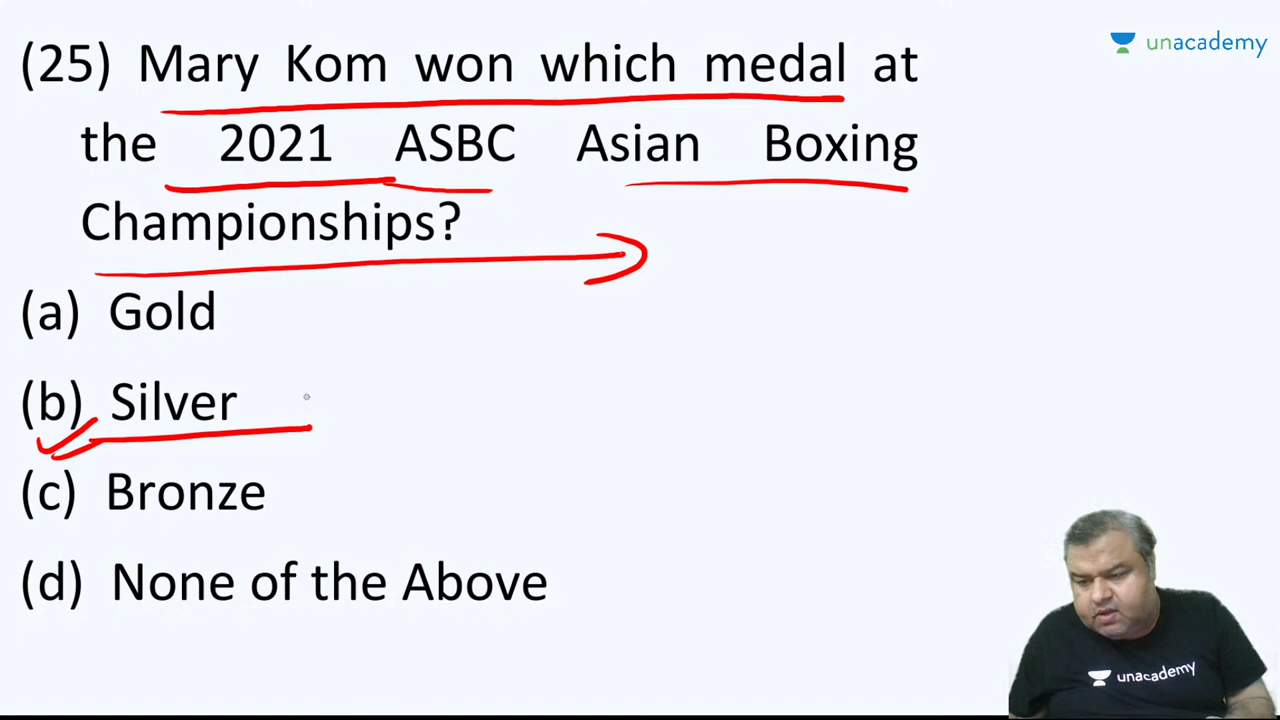 unacademy
(25) Mary Kom won which medal at
the 2021 ASBC Asian Boxing
Championships?
(a) Gold
(b) Silver
(c) Bronze
(d) None of the Above
unacademy